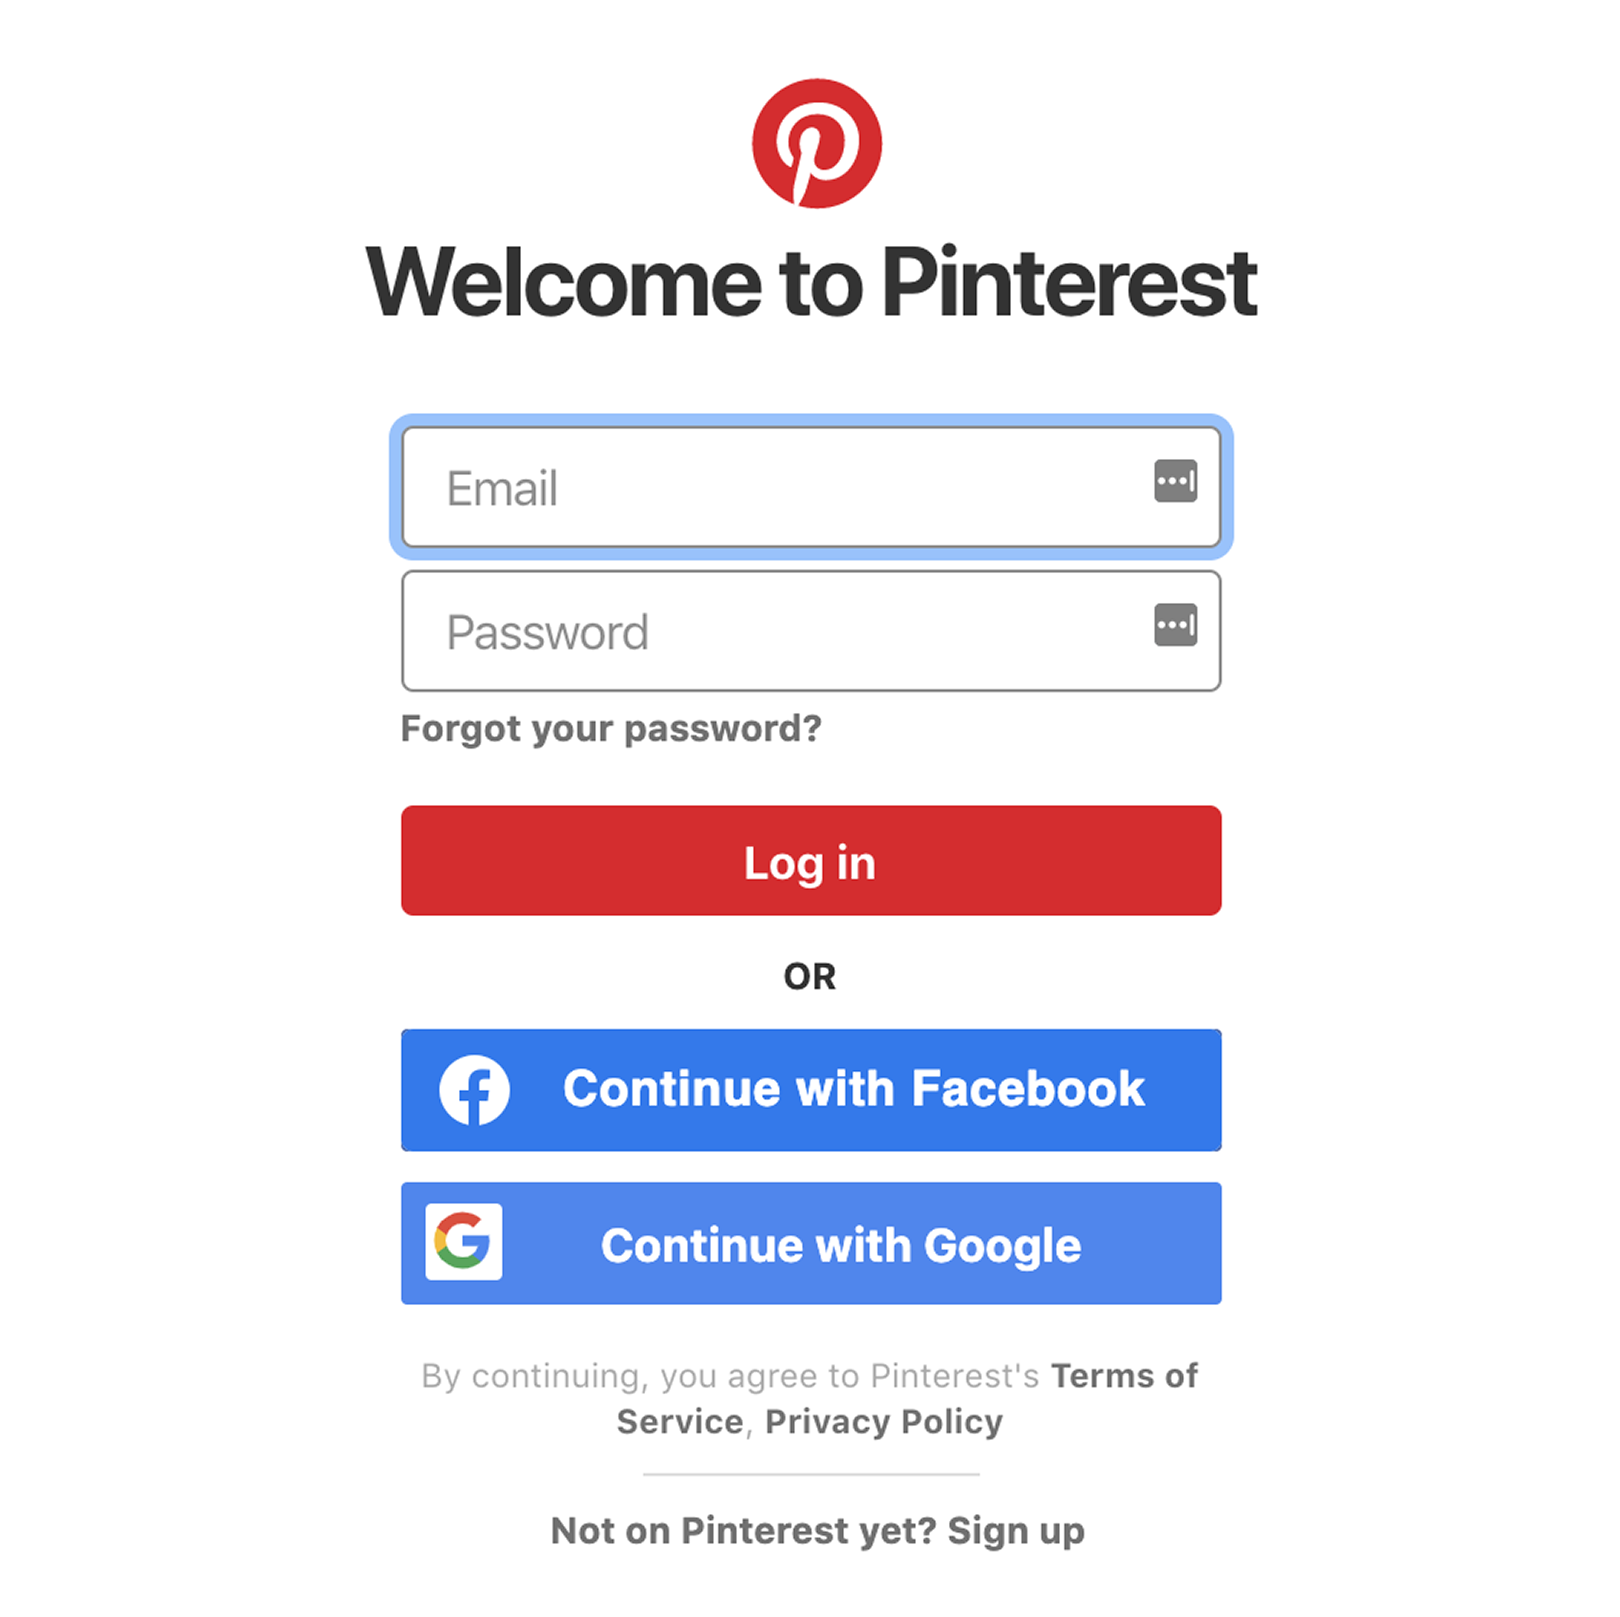 Welcome to Pinterest
Email
Password
Forgot your password?
Log in
OR
Continue with Facebook
Continue with Google
By continuing, you agree to Pinterest's Terms of
Service, Privacy Policy
Not on Pinterest yet? Sign up